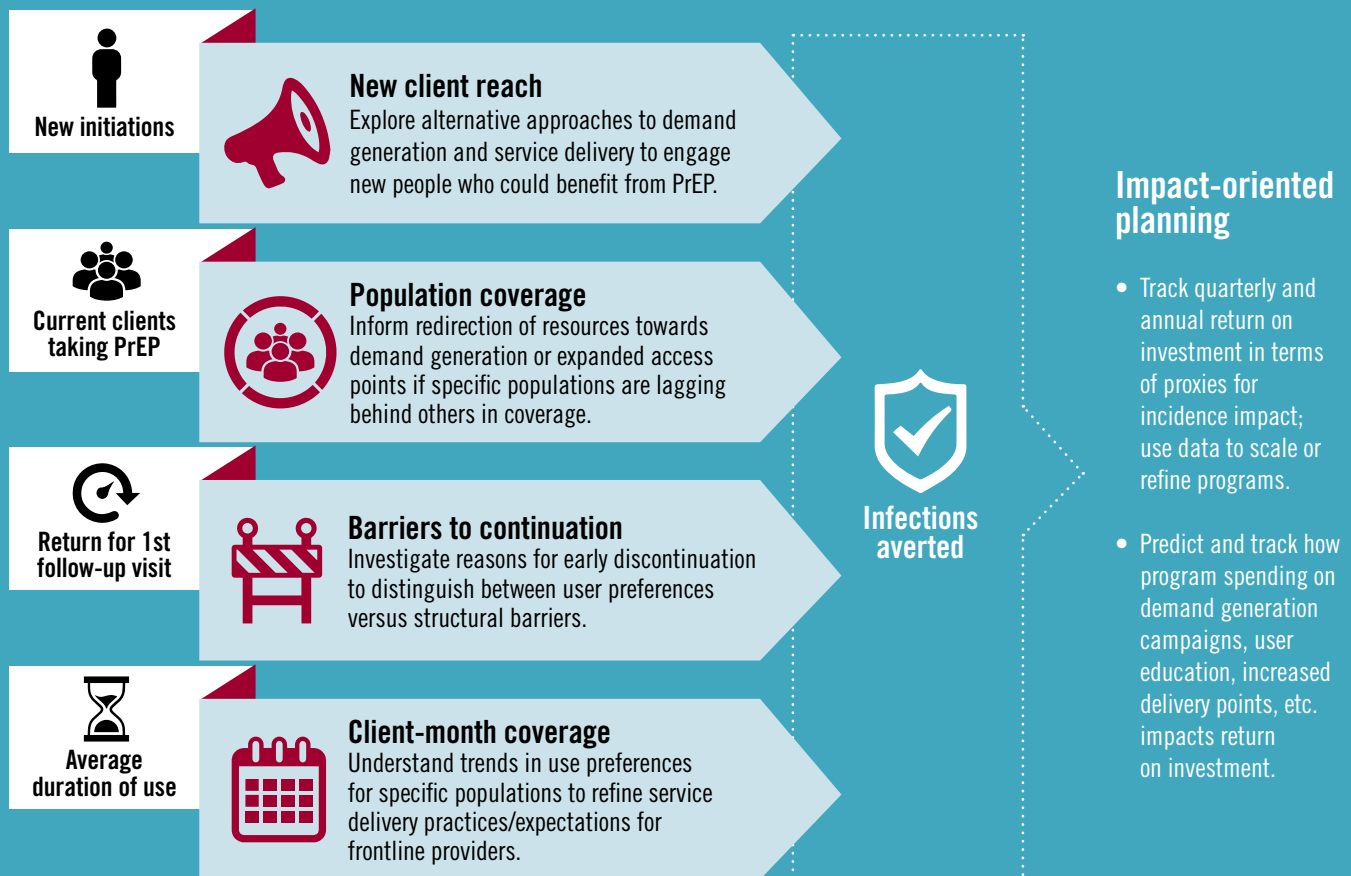 New initiations
New client reach
Explore alternative approaches to demand
generation and service delivery to engage
new people who could benefit from PrEP.
Current clients
taking PrEP
Population coverage
Inform redirection of resources towards
demand generation or expanded access
points if specific populations are lagging
behind others in coverage.
Return for 1st
follow-up visit
Barriers to continuation
Investigate reasons for early discontinuation
to distinguish between user preferences
versus structural barriers.
Average
duration of use
Client-month coverage
Understand trends in use preferences
for specific populations to refine service
delivery practices/expectations for
frontline providers.
Infections
averted
Impact-oriented
planning
• Track quarterly and
annual return on
investment in terms
of proxies for
incidence impact;
use data to scale or
refine programs.
• Predict and track how
program spending on
demand generation
campaigns, user
education, increased
delivery points, etc.
impacts return
on investment.